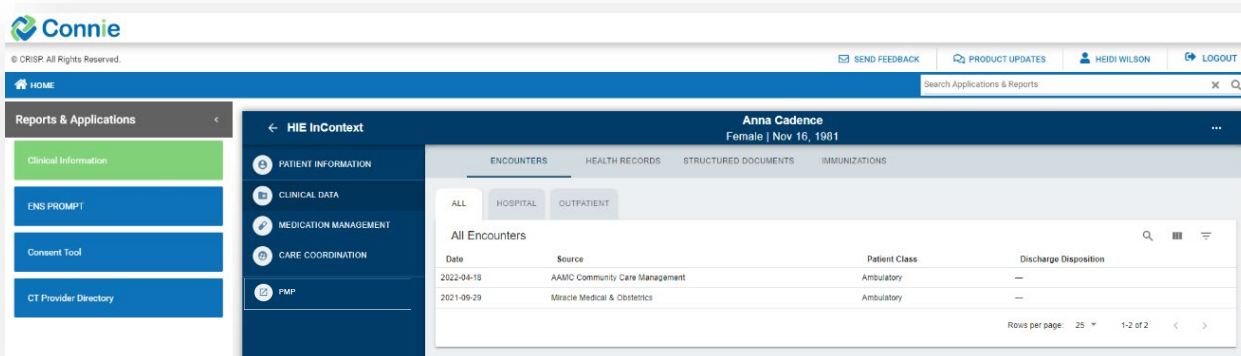 Connie
© CRISP. All Rights Reserved.
SEND FEEDBACK
PRODUCT UPDATES
HEIDI WILSON
LOGOUT
HOME
Search Applications & Reports
Reports & Applications
Clinical Information
ENS PROMPT
Consent Tool
CT Provider Directory
← HIE InContext
PATIENT INFORMATION
CLINICAL DATA
MEDICATION MANAGEMENT
CARE COORDINATION
PMP
Anna Cadence
Female | Nov 16, 1981
ENCOUNTERS HEALTH RECORDS STRUCTURED DOCUMENTS IMMUNIZATIONS
ALL HOSPITAL OUTPATIENT
All Encounters
Date Source Patient Class Discharge Disposition
2022-04-18 AAMC Community Care Management Ambulatory —
2021-09-29 Miracle Medical & Obstetrics Ambulatory —
Rows per page: 25 1-2 of 2